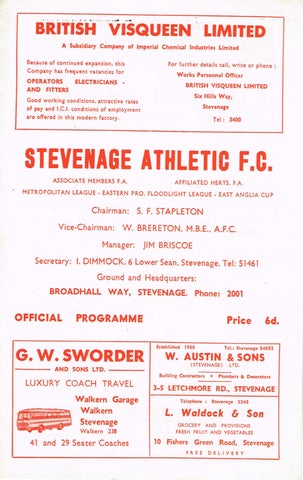 BRITISH VISQUEEN LIMITED
A Subsidiary Company of Imperial Chemical Industries Limited
Because of continued expansion, this
Company has frequent vacancies for
OPERATORS ELECTRICIANS -
AND FITTERS
Good working conditions, attractive rates
of pay and I.C.I. conditions of employment
are offered in this modern factory.
For further details call, write or phone:
Works Personnel Officer
BRITISH VISQUEEN LIMITED
Six Hills Way,
Stevenage
Tel: 3400
STEVENAGE ATHLETIC F.C.
ASSOCIATE MEMBERS F.A. AFFILIATED HERTS. F.A.
METROPOLITAN LEAGUE - EASTERN PRO. FLOODLIGHT LEAGUE - EAST ANGLIA CUP
Chairman: S. F. STAPLETON
Vice-Chairman: W. BRERETON, M.B.E., A.F.C.
Manager: JIM BRISCOE
Secretary: I. DIMMOCK, 6 Lower Sean, Stevenage. Tel: 51461
Ground and Headquarters:
BROADHALL WAY, STEVENAGE. Phone: 2001
OFFICIAL PROGRAMME Price 6d.
G. W. SWORDER
AND SONS LTD.
LUXURY COACH TRAVEL
Walkern Garage
Walkern
Stevenage
Walkern 238
41 and 29 Seater Coaches
Established 1960 Tel.: Stevenage 54003
W. AUSTIN & SONS
(STEVENAGE) LTD.
Building Contractors • Plumbers & Decorators
3-5 LETCHMORE RD., STEVENAGE
Telephone : Stevenage 3248
L. Waldock & Son
GROCERY AND PROVISIONS
FRESH FRUIT AND VEGETABLES
10 Fishers Green Road, Stevenage
FREE DELIVERY